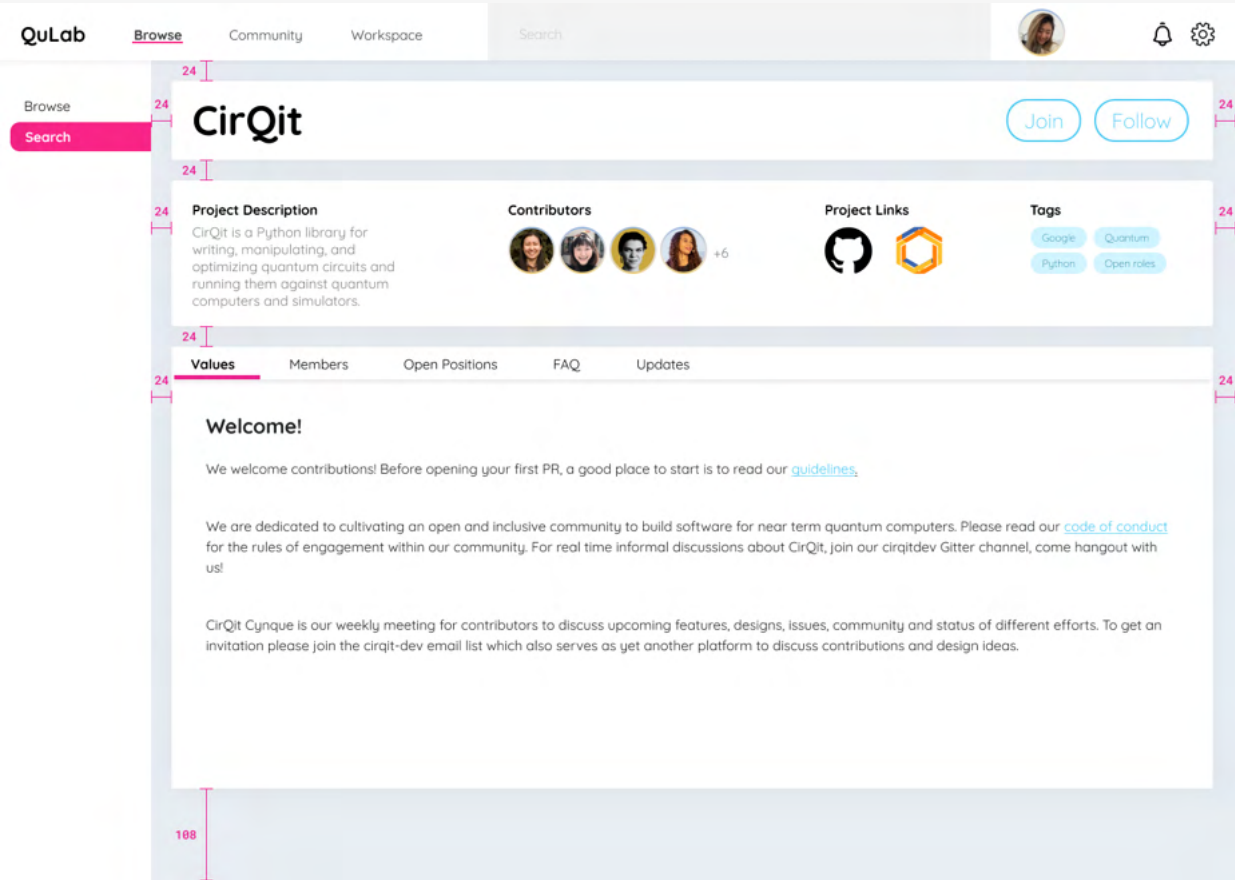 QuLab
Browse
Community
Workspace
Search
24
Browse
Search
24
CirQit
Join
Follow
24
24
24
Project Description
CirQit is a Python library for
writing, manipulating, and
optimizing quantum circuits and
running them against quantum
computers and simulators.
Contributors
+6
Project Links
Tags
Google
Quantum
Python
Open roles
24
24
Values
Members
Open Positions
FAQ
Updates
24
24
Welcome!
We welcome contributions! Before opening your first PR, a good place to start is to read our guidelines.
We are dedicated to cultivating an open and inclusive community to build software for near term quantum computers. Please read our code of conduct
for the rules of engagement within our community. For real time informal discussions about CirQit, join our cirqitdev Gitter channel, come hangout with
us!
CirQit Cynque is our weekly meeting for contributors to discuss upcoming features, designs, issues, community and status of different efforts. To get an
invitation please join the cirqit-dev email list which also serves as yet another platform to discuss contributions and design ideas.
108